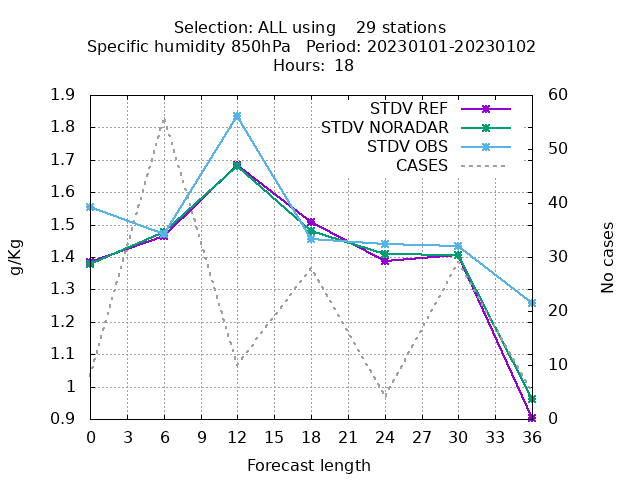 Selection: ALL using    29 stations
Specific humidity 850hPa   Period: 20230101-20230102
Hours:  18
STDV REF
STDV NORADAR
STDV OBS
CASES
1.9
1.8
1.7
1.6
1.5
1.4
1.3
1.2
1.1
1
0.9
g/Kg
60
50
40
30
20
10
0
No cases
0 3 6 9 12 15 18 21 24 27 30 33 36
Forecast length